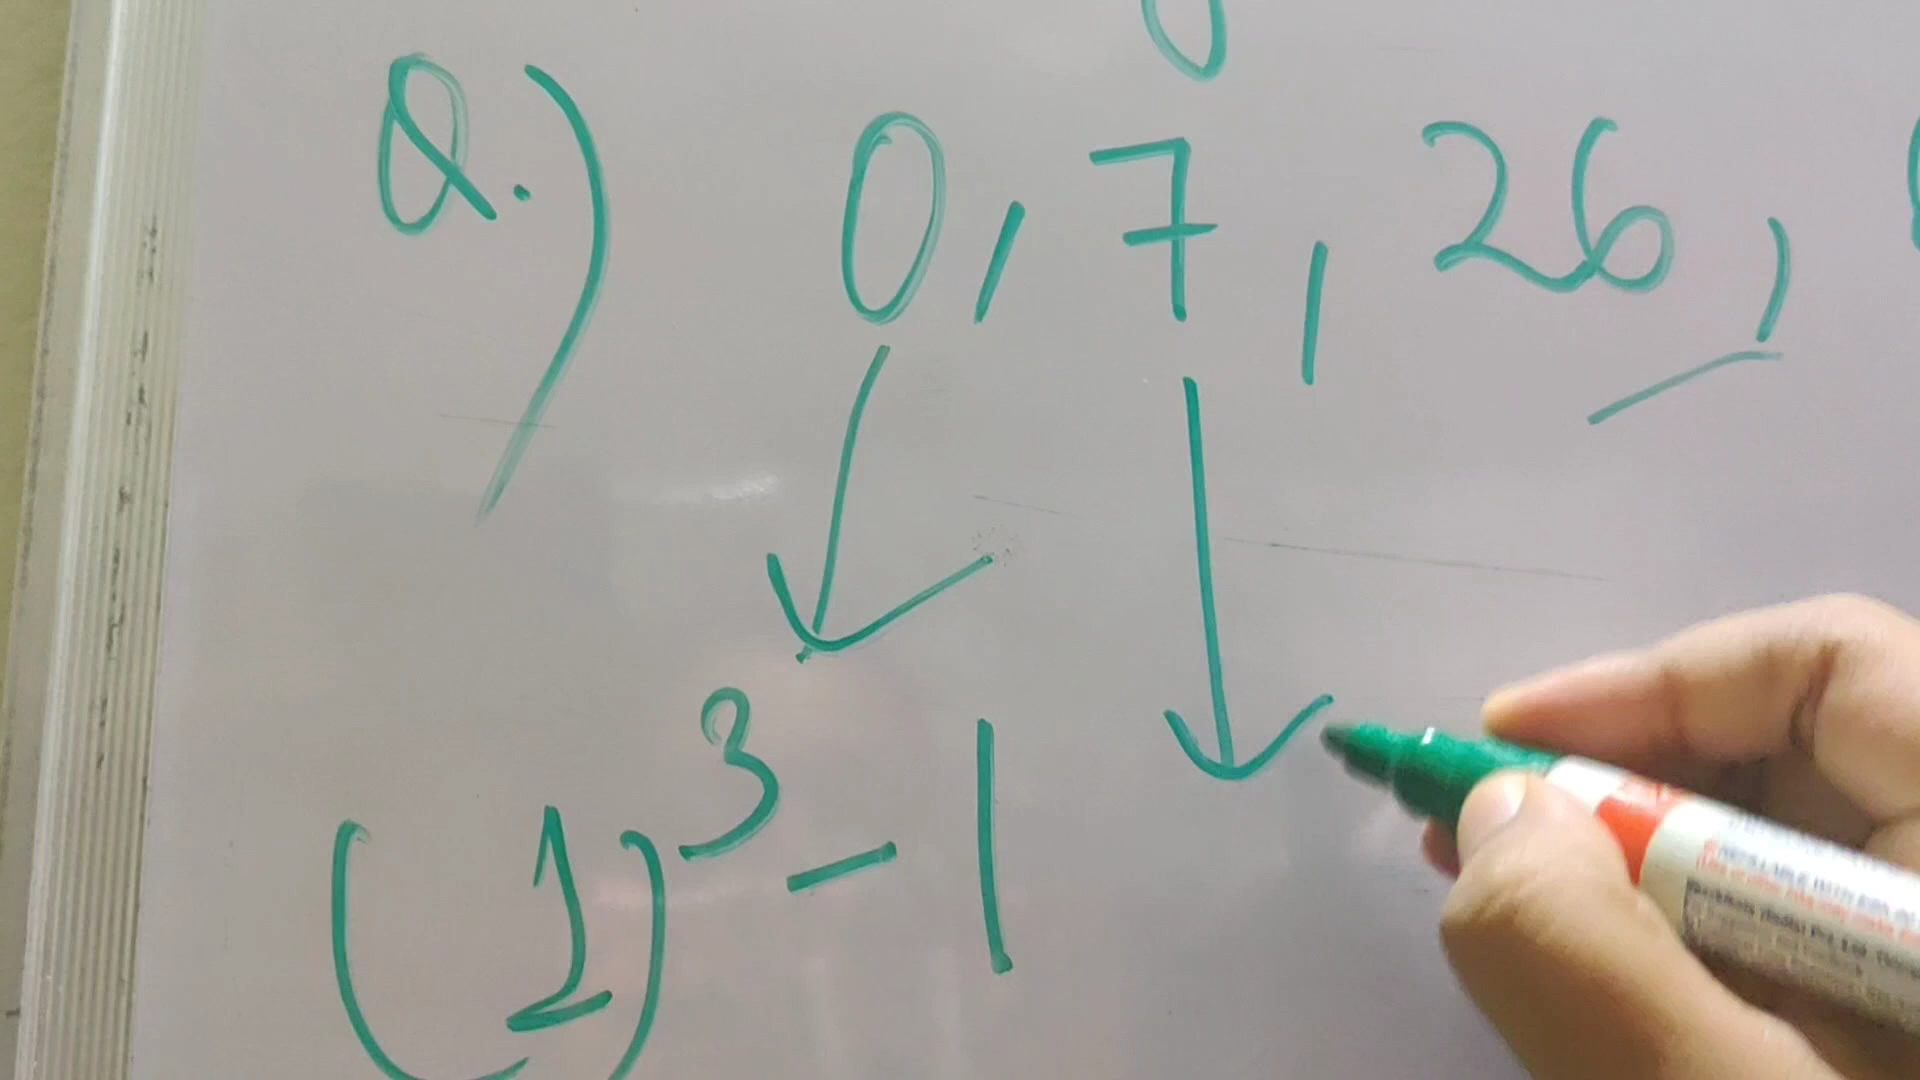 Q.) 0, 7, 26,
(1)³ - 1